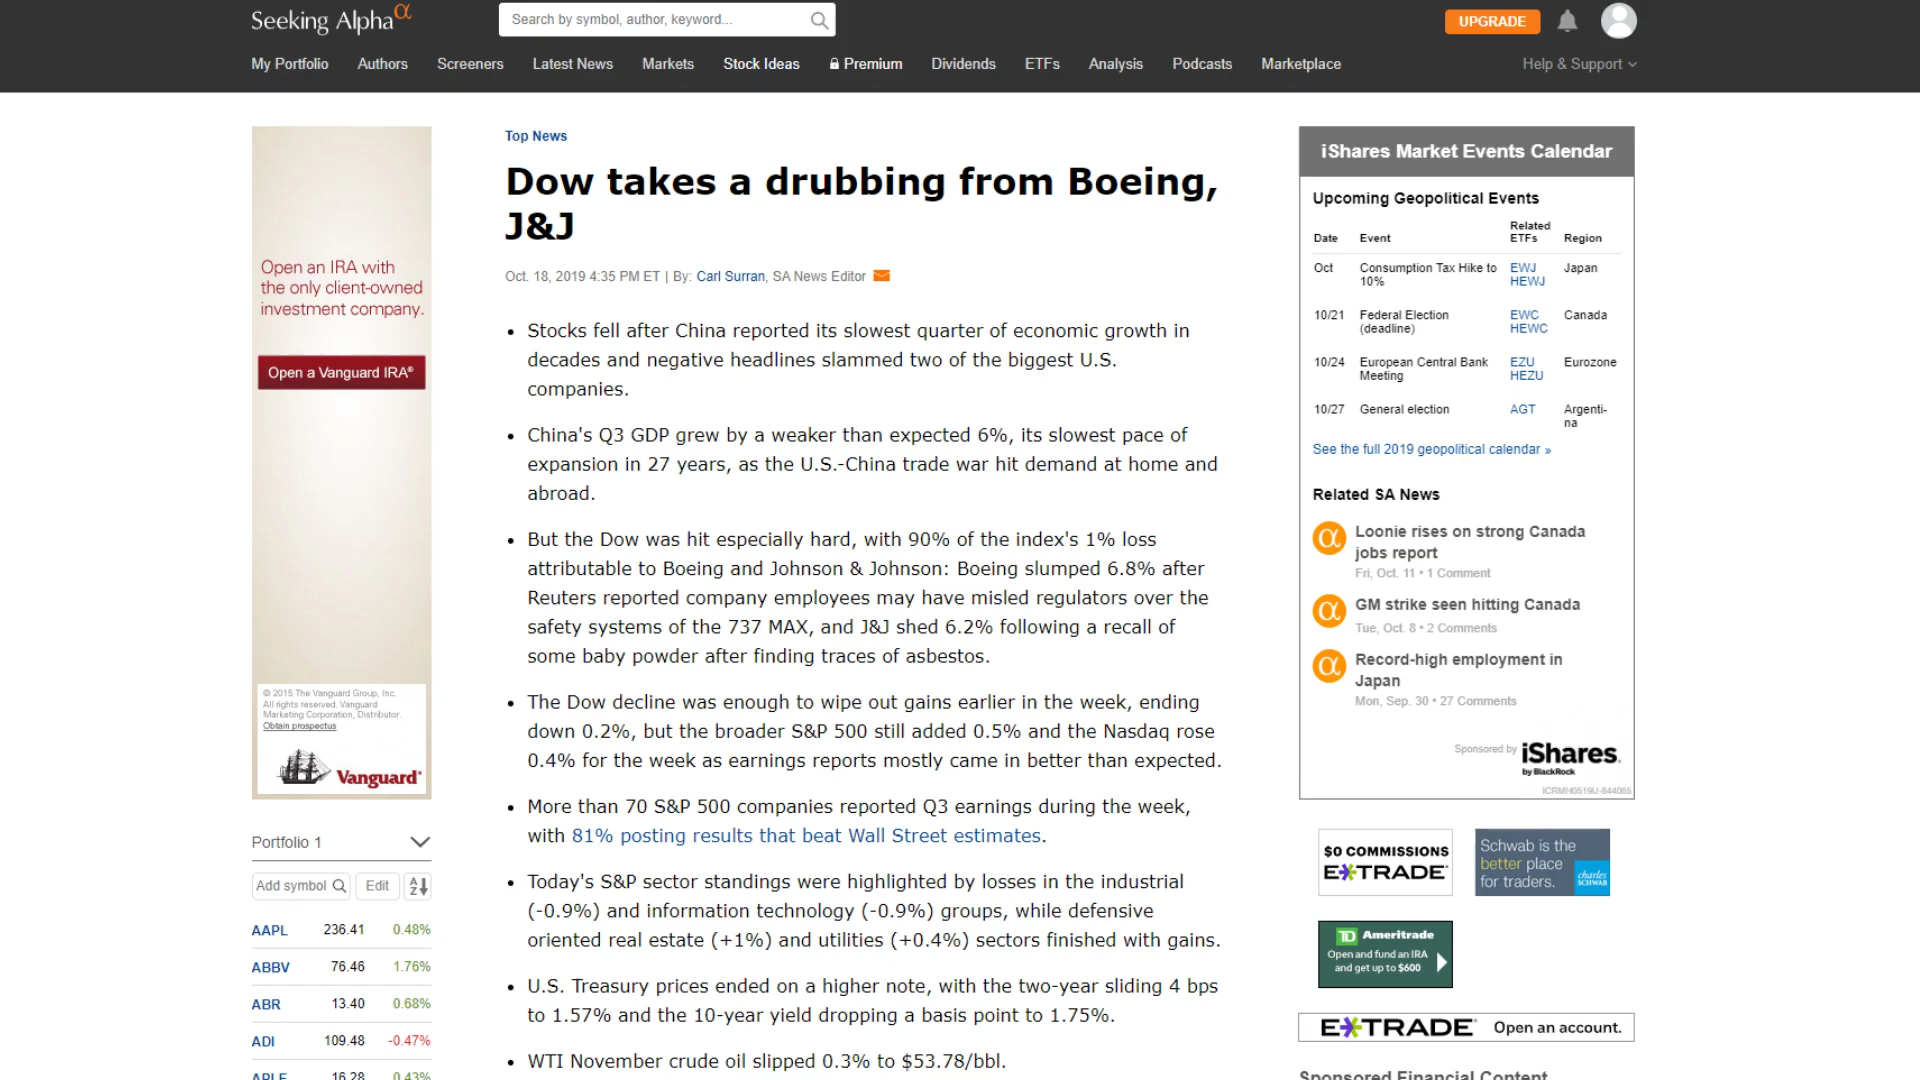 Seeking Alphaα
Search by symbol, author, keyword...
UPGRADE
My Portfolio Authors Screeners Latest News Markets Stock Ideas Premium Dividends ETFs Analysis Podcasts Marketplace Help & Support
Open an IRA with
the only client-owned
investment company.
Open a Vanguard IRA®
© 2015 The Vanguard Group, Inc.
All rights reserved. Vanguard
Marketing Corporation, Distributor.
Obtain prospectus
Vanguard®
Portfolio 1
Add symbol Edit AZ
AAPL 236.41 0.48%
ABBV 76.46 1.76%
ABR 13.40 0.68%
ADI 109.48 -0.47%
APLE 16.28 0.43%
Top News
Dow takes a drubbing from Boeing,
J&J
Oct. 18, 2019 4:35 PM ET | By: Carl Surran, SA News Editor
• Stocks fell after China reported its slowest quarter of economic growth in
decades and negative headlines slammed two of the biggest U.S.
companies.
• China's Q3 GDP grew by a weaker than expected 6%, its slowest pace of
expansion in 27 years, as the U.S.-China trade war hit demand at home and
abroad.
• But the Dow was hit especially hard, with 90% of the index's 1% loss
attributable to Boeing and Johnson & Johnson: Boeing slumped 6.8% after
Reuters reported company employees may have misled regulators over the
safety systems of the 737 MAX, and J&J shed 6.2% following a recall of
some baby powder after finding traces of asbestos.
• The Dow decline was enough to wipe out gains earlier in the week, ending
down 0.2%, but the broader S&P 500 still added 0.5% and the Nasdaq rose
0.4% for the week as earnings reports mostly came in better than expected.
• More than 70 S&P 500 companies reported Q3 earnings during the week,
with 81% posting results that beat Wall Street estimates.
• Today's S&P sector standings were highlighted by losses in the industrial
(-0.9%) and information technology (-0.9%) groups, while defensive
oriented real estate (+1%) and utilities (+0.4%) sectors finished with gains.
• U.S. Treasury prices ended on a higher note, with the two-year sliding 4 bps
to 1.57% and the 10-year yield dropping a basis point to 1.75%.
• WTI November crude oil slipped 0.3% to $53.78/bbl.
iShares Market Events Calendar
Upcoming Geopolitical Events
Date Event Related ETFs Region
Oct Consumption Tax Hike to EWJ Japan
10% HEWJ
10/21 Federal Election EWC Canada
(deadline) HEWC
10/24 European Central Bank EZU Eurozone
Meeting HEZU
10/27 General election AGT Argenti-
na
See the full 2019 geopolitical calendar »
Related SA News
Loonie rises on strong Canada
jobs report
Fri, Oct. 11 • 1 Comment
GM strike seen hitting Canada
Tue, Oct. 8 • 2 Comments
Record-high employment in
Japan
Mon, Sep. 30 • 27 Comments
Sponsored by iShares.
by BlackRock
ICRMH0519U-844065
$0 COMMISSIONS
E*TRADE
Schwab is the
better place
for traders.
charles
SCHWAB
TD Ameritrade
Open and fund an IRA
and get up to $600
E*TRADE Open an account.
Sponsored Financial Content